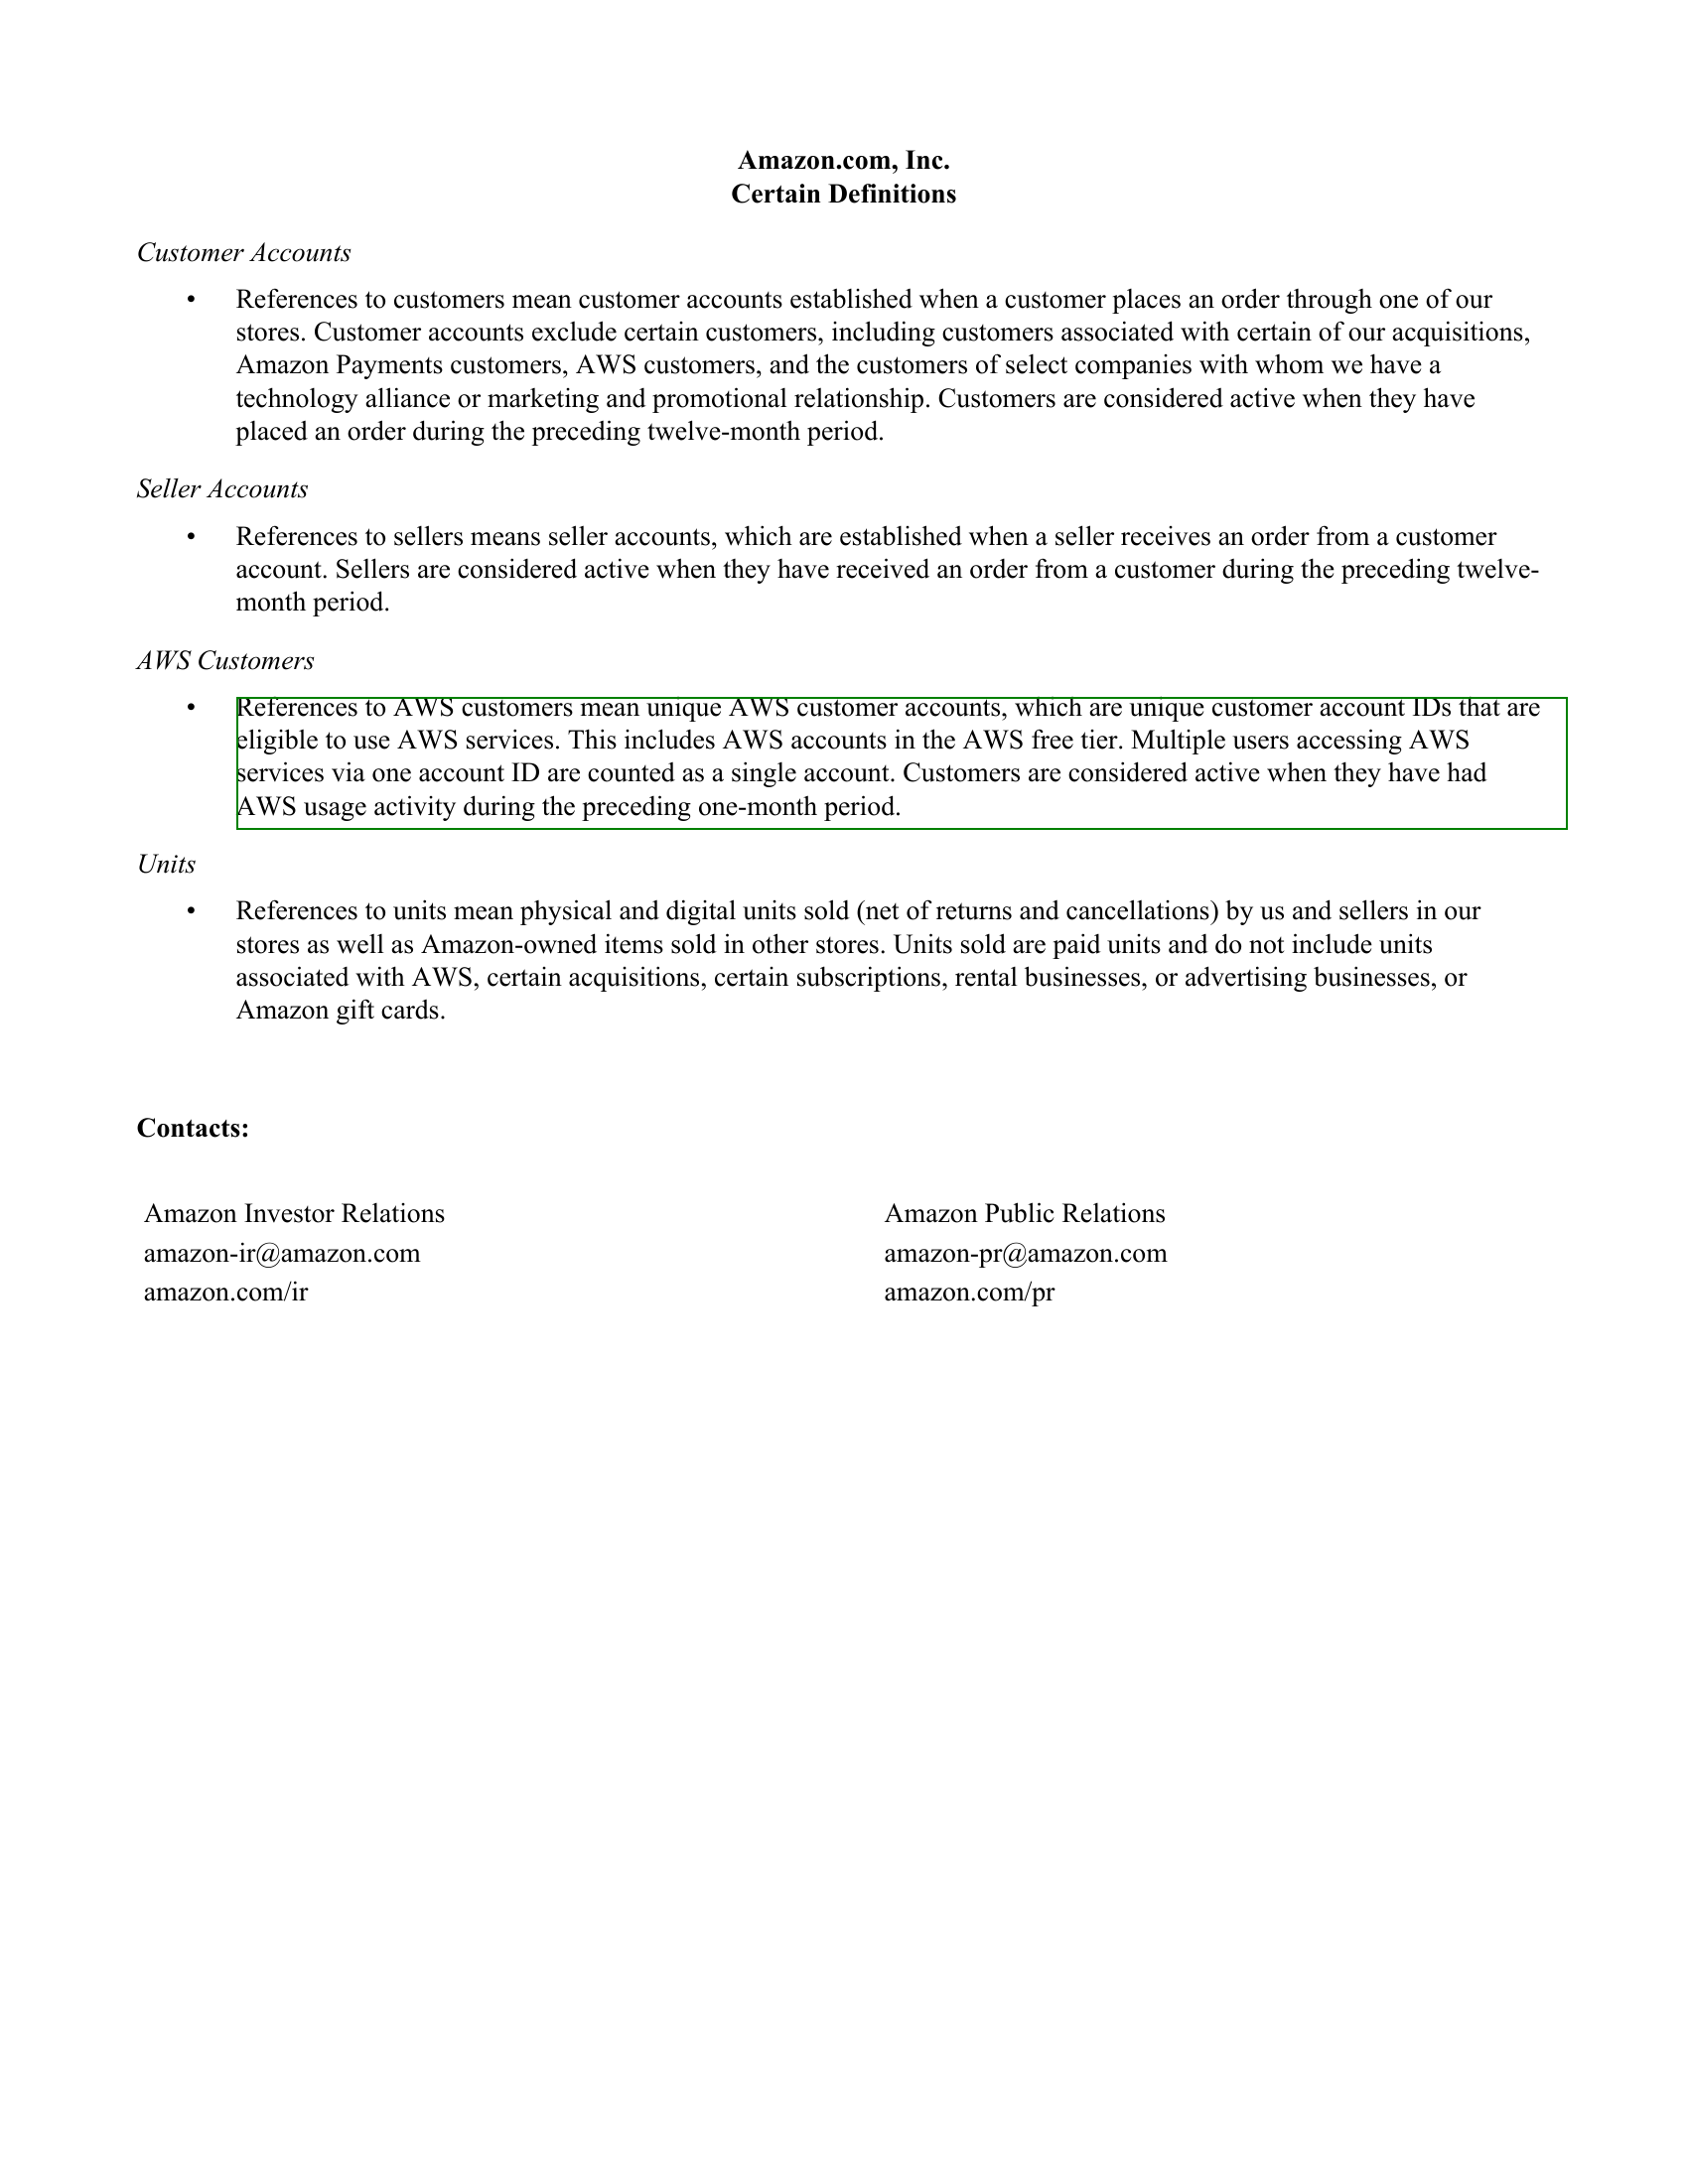 Amazon.com, Inc.
Certain Definitions
Customer Accounts
• References to customers mean customer accounts established when a customer places an order through one of our
stores. Customer accounts exclude certain customers, including customers associated with certain of our acquisitions,
Amazon Payments customers, AWS customers, and the customers of select companies with whom we have a
technology alliance or marketing and promotional relationship. Customers are considered active when they have
placed an order during the preceding twelve-month period.
Seller Accounts
• References to sellers means seller accounts, which are established when a seller receives an order from a customer
account. Sellers are considered active when they have received an order from a customer during the preceding twelve-
month period.
AWS Customers
• References to AWS customers mean unique AWS customer accounts, which are unique customer account IDs that are
eligible to use AWS services. This includes AWS accounts in the AWS free tier. Multiple users accessing AWS
services via one account ID are counted as a single account. Customers are considered active when they have had
AWS usage activity during the preceding one-month period.
Units
• References to units mean physical and digital units sold (net of returns and cancellations) by us and sellers in our
stores as well as Amazon-owned items sold in other stores. Units sold are paid units and do not include units
associated with AWS, certain acquisitions, certain subscriptions, rental businesses, or advertising businesses, or
Amazon gift cards.
Contacts:
Amazon Investor Relations
amazon-ir@amazon.com
amazon.com/ir
Amazon Public Relations
amazon-pr@amazon.com
amazon.com/pr